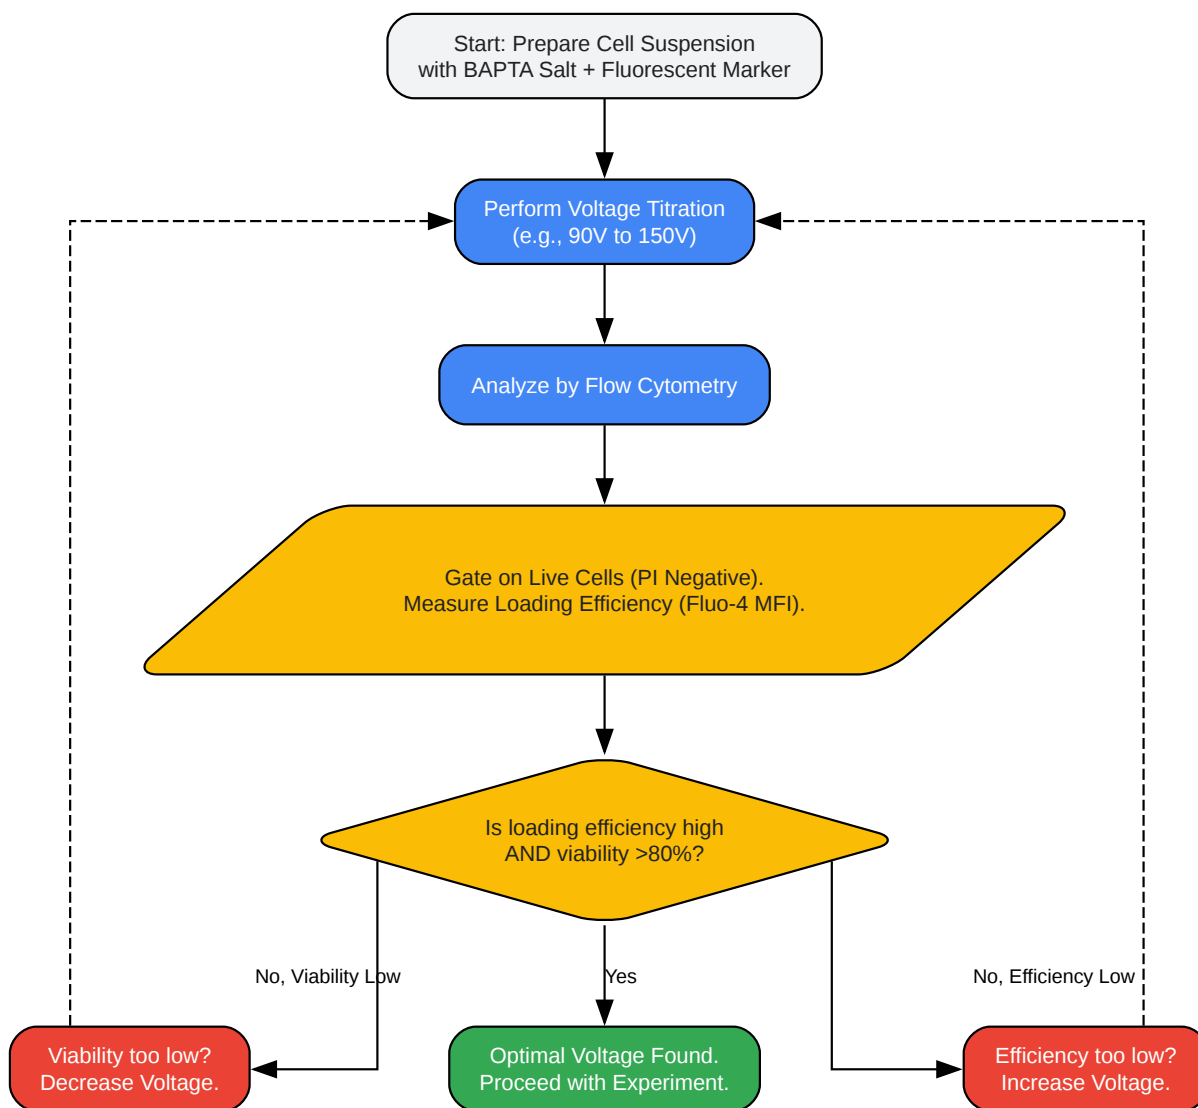 Start: Prepare Cell Suspension
with BAPTA Salt + Fluorescent Marker
Perform Voltage Titration
(e.g., 90V to 150V)
Analyze by Flow Cytometry
Gate on Live Cells (PI Negative).
Measure Loading Efficiency (Fluo-4 MFI).
Is loading efficiency high
AND viability >80%?
No, Viability Low
Yes
No, Efficiency Low
Viability too low?
Decrease Voltage.
Optimal Voltage Found.
Proceed with Experiment.
Efficiency too low?
Increase Voltage.